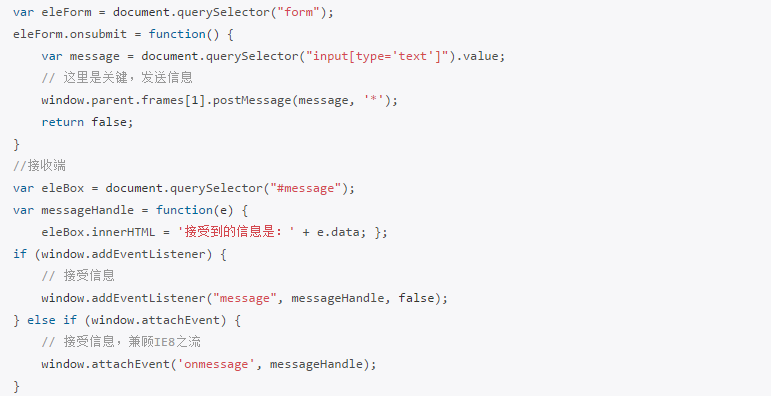 var eleForm = document.querySelector("form");
eleForm.onsubmit = function() {
    var message = document.querySelector("input[type='text']").value;
    // 这里是关键，发送信息
    window.parent.frames[1].postMessage(message, '*');
    return false;
}
//接收端
var eleBox = document.querySelector("#message");
var messageHandle = function(e) {
    eleBox.innerHTML = '接受到的信息是：' + e.data; };
if (window.addEventListener) {
    // 接受信息
    window.addEventListener("message", messageHandle, false);
} else if (window.attachEvent) {
    // 接受信息，兼顾IE8之流
    window.attachEvent('onmessage', messageHandle);
}